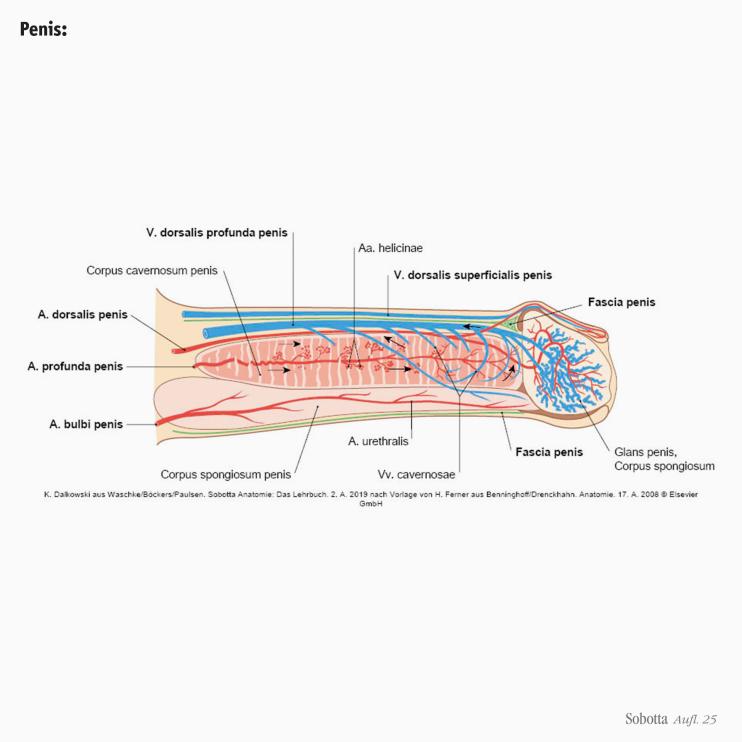 Penis:
V. dorsalis profunda penis
Aa. helicinae
Corpus cavernosum penis
V. dorsalis superficialis penis
Fascia penis
A. dorsalis penis
A. profunda penis
A. bulbi penis
A. urethralis
Fascia penis
Glans penis,
Corpus spongiosum
Corpus spongiosum penis
Vv. cavernosae
K. Dalkowski aus Waschke/Böckers/Paulsen. Sobotta Anatomie: Das Lehrbuch. 2. A. 2019 nach Vorlage von H. Ferner aus Benninghoff/Drenckhahn. Anatomie. 17. A. 2008 © Elsevier
GmbH
Sobotta Aufl. 25